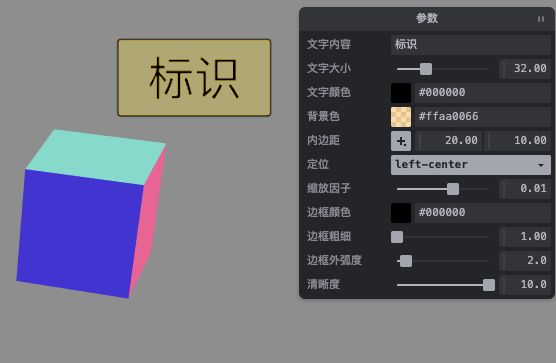 标识
参数
文字内容 标识
文字大小 32.00
文字颜色 #000000
背景色 #ffaa0066
内边距 20.00 10.00
定位 left-center
缩放因子 0.01
边框颜色 #000000
边框粗细 1.00
边框外弧度 2.0
清晰度 10.0